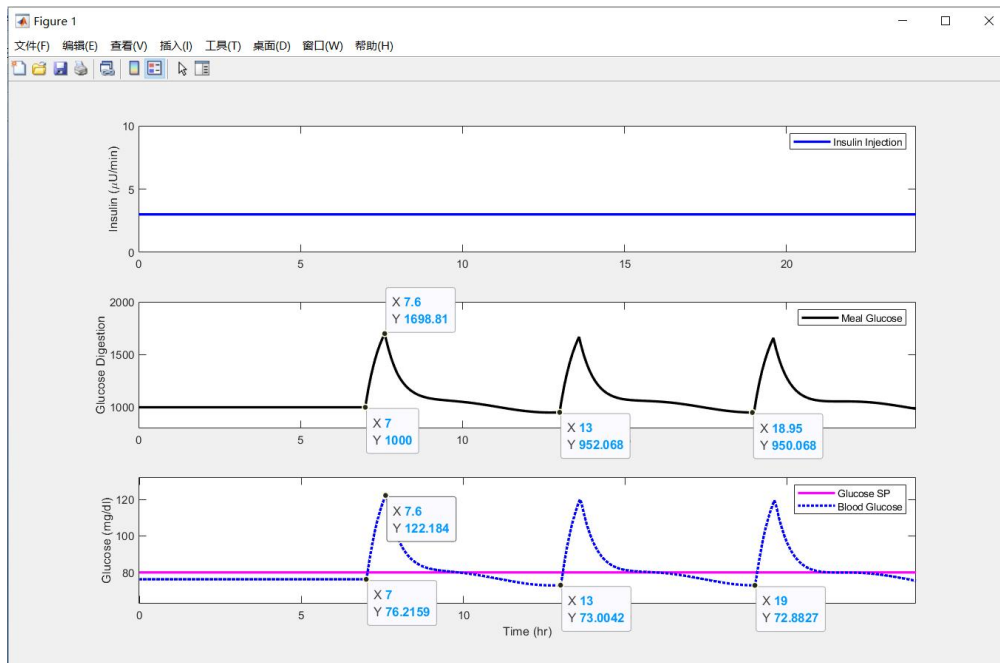 Figure 1
文件(F) 编辑(E) 查看(V) 插入(I) 工具(T) 桌面(D) 窗口(W) 帮助(H)
10
5
0
Insulin (μU/min)
Insulin Injection
0 5 10 15 20
2000
1500
1000
Glucose Digestion
Meal Glucose
X 7.6
Y 1698.81
X 7
Y 1000
X 13
Y 952.068
X 18.95
Y 950.068
0 5 10
120
100
80
Glucose (mg/dl)
Glucose SP
Blood Glucose
X 7.6
Y 122.184
X 7
Y 76.2159
X 13
Y 73.0042
X 19
Y 72.8827
0 10
Time (hr)